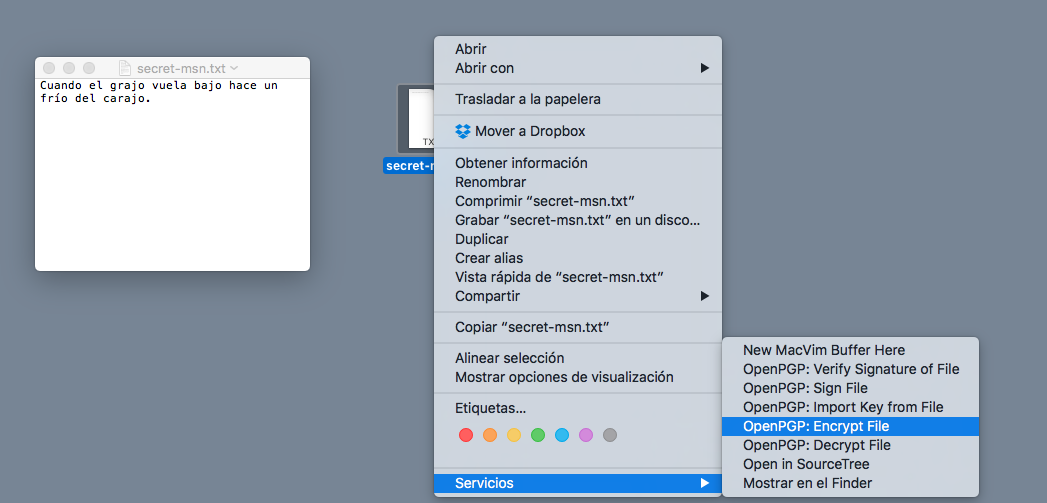 secret-msn.txt
Cuando el grajo vuela bajo hace un
frío del carajo.
TX
secret-m
Abrir
Abrir con
Trasladar a la papelera
Mover a Dropbox
Obtener información
Renombrar
Comprimir “secret-msn.txt”
Grabar “secret-msn.txt” en un disco...
Duplicar
Crear alias
Vista rápida de “secret-msn.txt”
Compartir
Copiar “secret-msn.txt”
Alinear selección
Mostrar opciones de visualización
Etiquetas...
Servicios
New MacVim Buffer Here
OpenPGP: Verify Signature of File
OpenPGP: Sign File
OpenPGP: Import Key from File
OpenPGP: Encrypt File
OpenPGP: Decrypt File
Open in SourceTree
Mostrar en el Finder